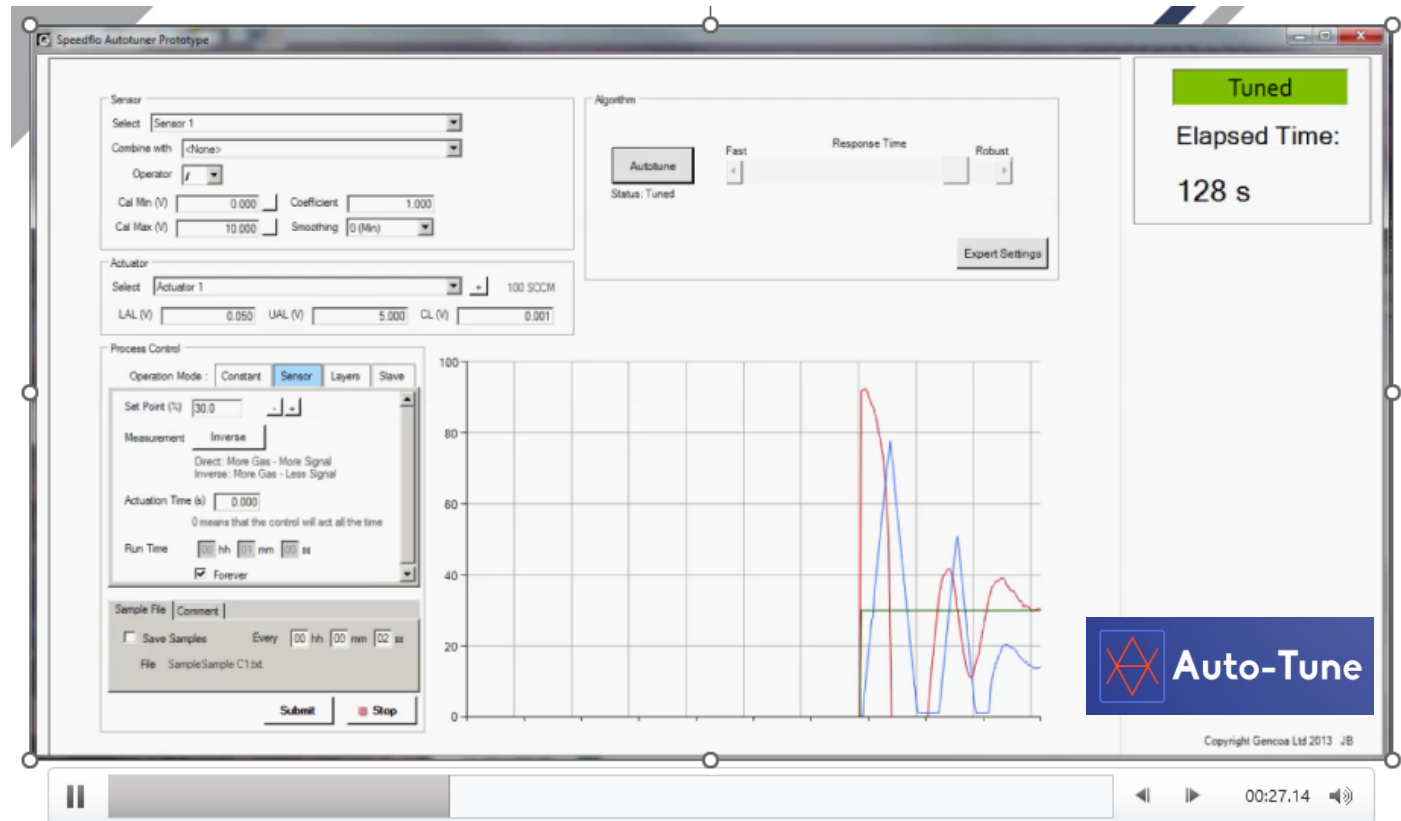 Speedflo Autotuner Prototype
Sensor
Select Sensor 1
Combine with <None>
Operator /
Cal Min (V) 0.000 Coefficient 1.000
Cal Max (V) 10.000 Smoothing 0 (Min)
Actuator
Select Actuator 1 + 100 SCCM
LAL (V) 0.050 UAL (V) 5.000 CL (V) 0.001
Algorithm
Autotune
Fast Response Time Robust
Status: Tuned
Expert Settings
Tuned
Elapsed Time:
128 s
Process Control
Operation Mode : Constant Sensor Layers Slave
Set Point (%) 30.0 - +
Measurement Inverse
Direct: More Gas - More Signal
Inverse: More Gas - Less Signal
Actuation Time (s) 0.000
0 means that the control will act all the time
Run Time 00 hh 01 mm 00 ss
Forever
Sample File Comment
Save Samples Every 00 hh 00 mm 02 ss
File SampleSample C1.txt
Submit Stop
100
80
60
40
20
0
Auto-Tune
Copyright Gencoa Ltd 2013 JB
00:27.14